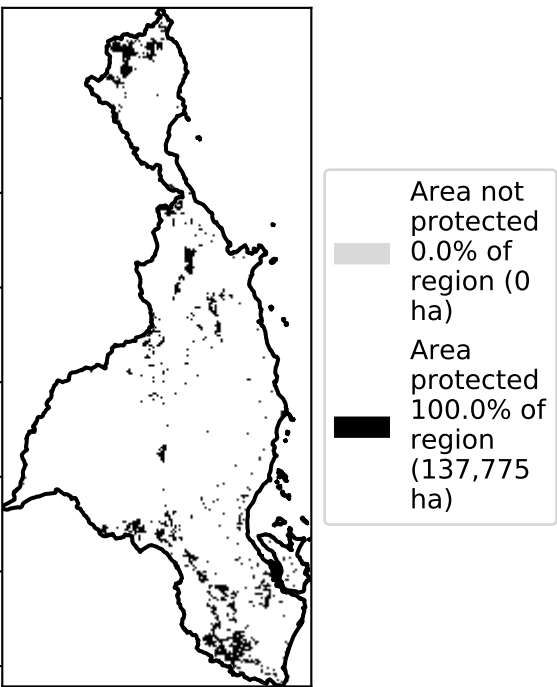 Area not
protected
0.0% of
region (0
ha)
Area
protected
100.0% of
region
(137,775
ha)